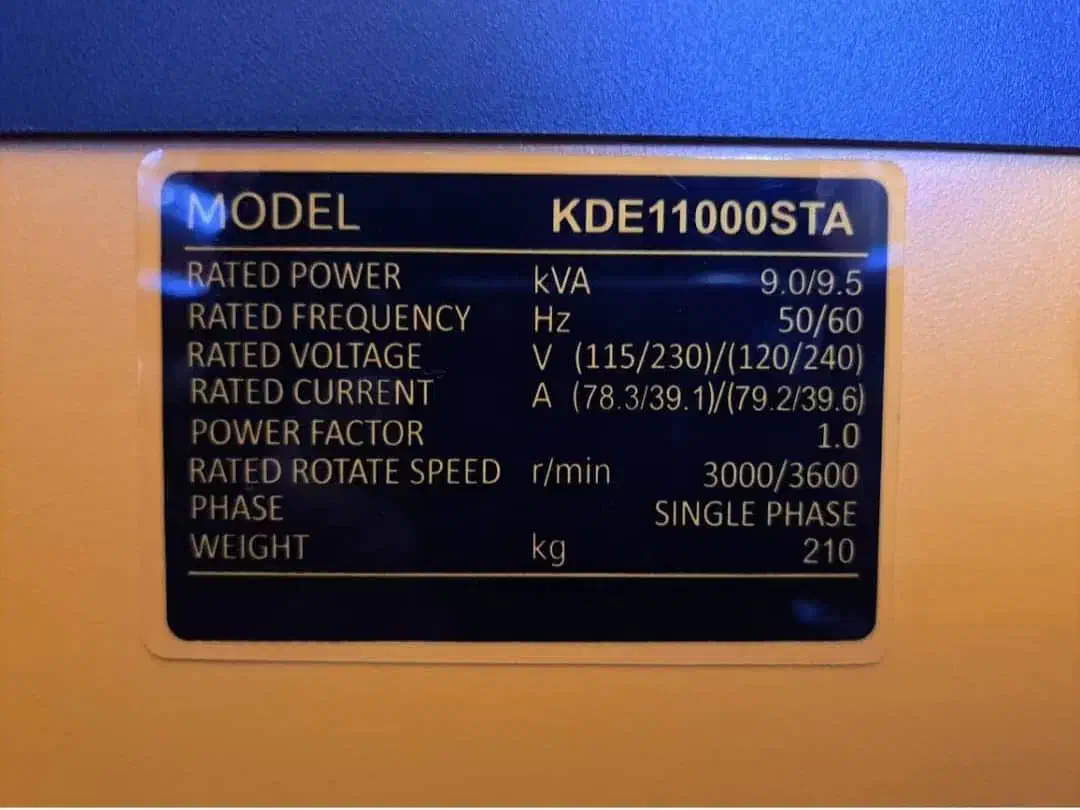 MODEL KDE11000STA
RATED POWER kVA 9.0/9.5
RATED FREQUENCY Hz 50/60
RATED VOLTAGE V (115/230)/(120/240)
RATED CURRENT A (78.3/39.1)/(79.2/39.6)
POWER FACTOR 1.0
RATED ROTATE SPEED r/min 3000/3600
PHASE SINGLE PHASE
WEIGHT kg 210